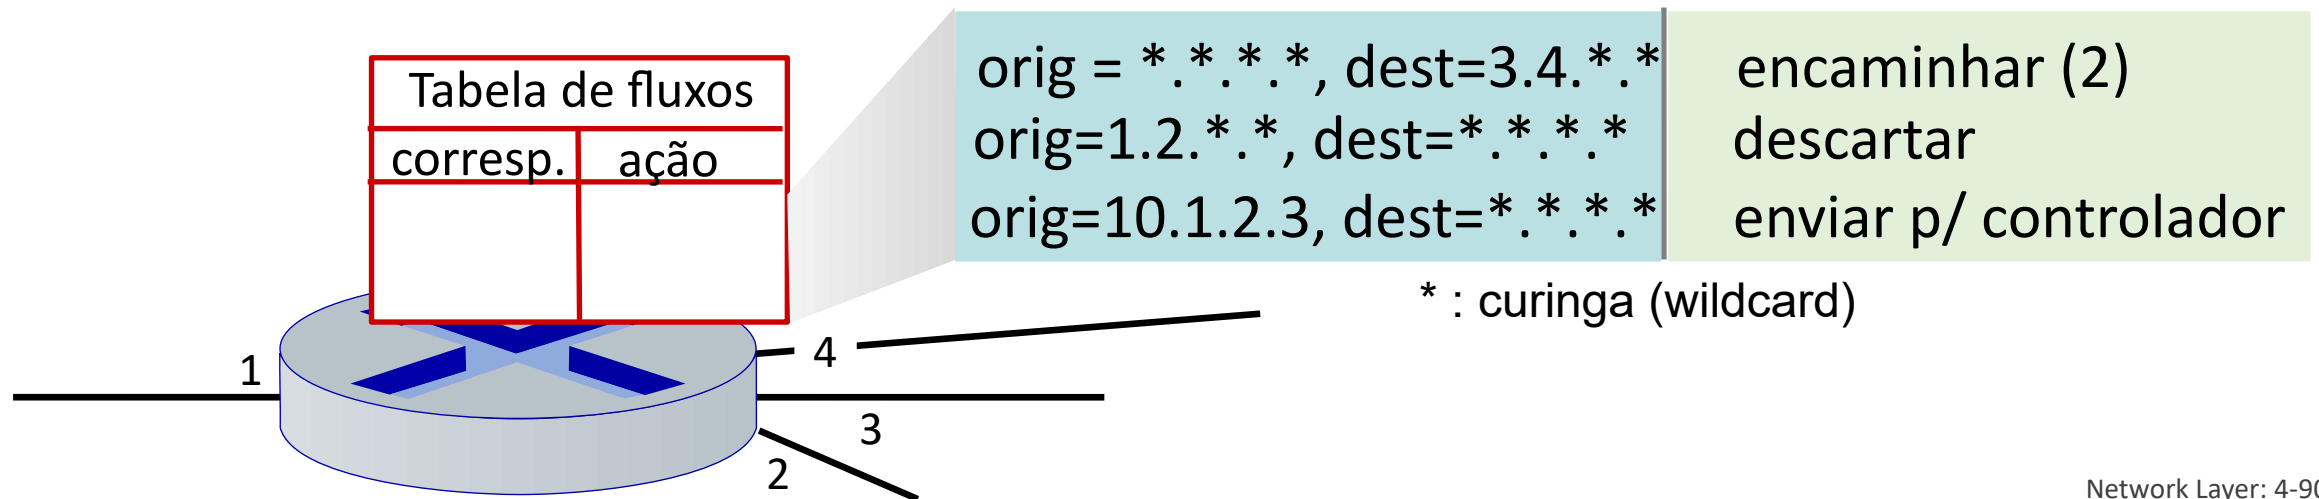 Tabela de fluxos
corresp. ação
orig = *.*.*.*, dest=3.4.*.* encaminhar (2)
orig=1.2.*.*, dest=*.*.*.* descartar
orig=10.1.2.3, dest=*.*.*.* enviar p/ controlador
* : curinga (wildcard)
1
4
3
2
Network Layer: 4-90